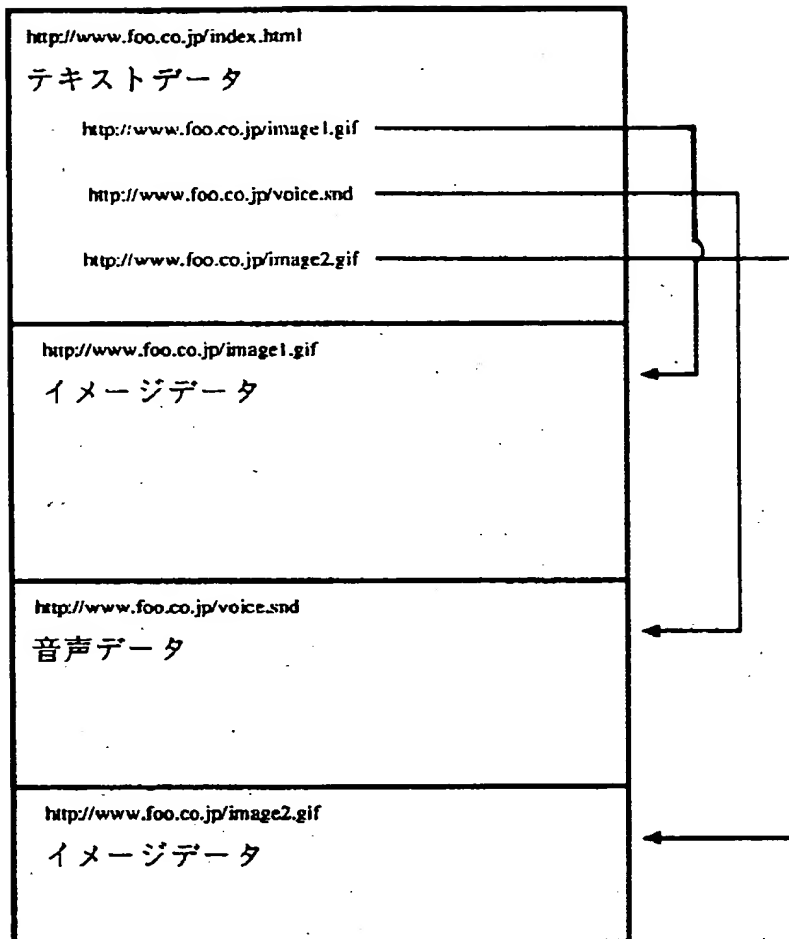 http://www.foo.co.jp/index.html
テキストデータ
http://www.foo.co.jp/image1.gif
http://www.foo.co.jp/voice.snd
http://www.foo.co.jp/image2.gif
http://www.foo.co.jp/image1.gif
イメージデータ
http://www.foo.co.jp/voice.snd
音声データ
http://www.foo.co.jp/image2.gif
イメージデータ